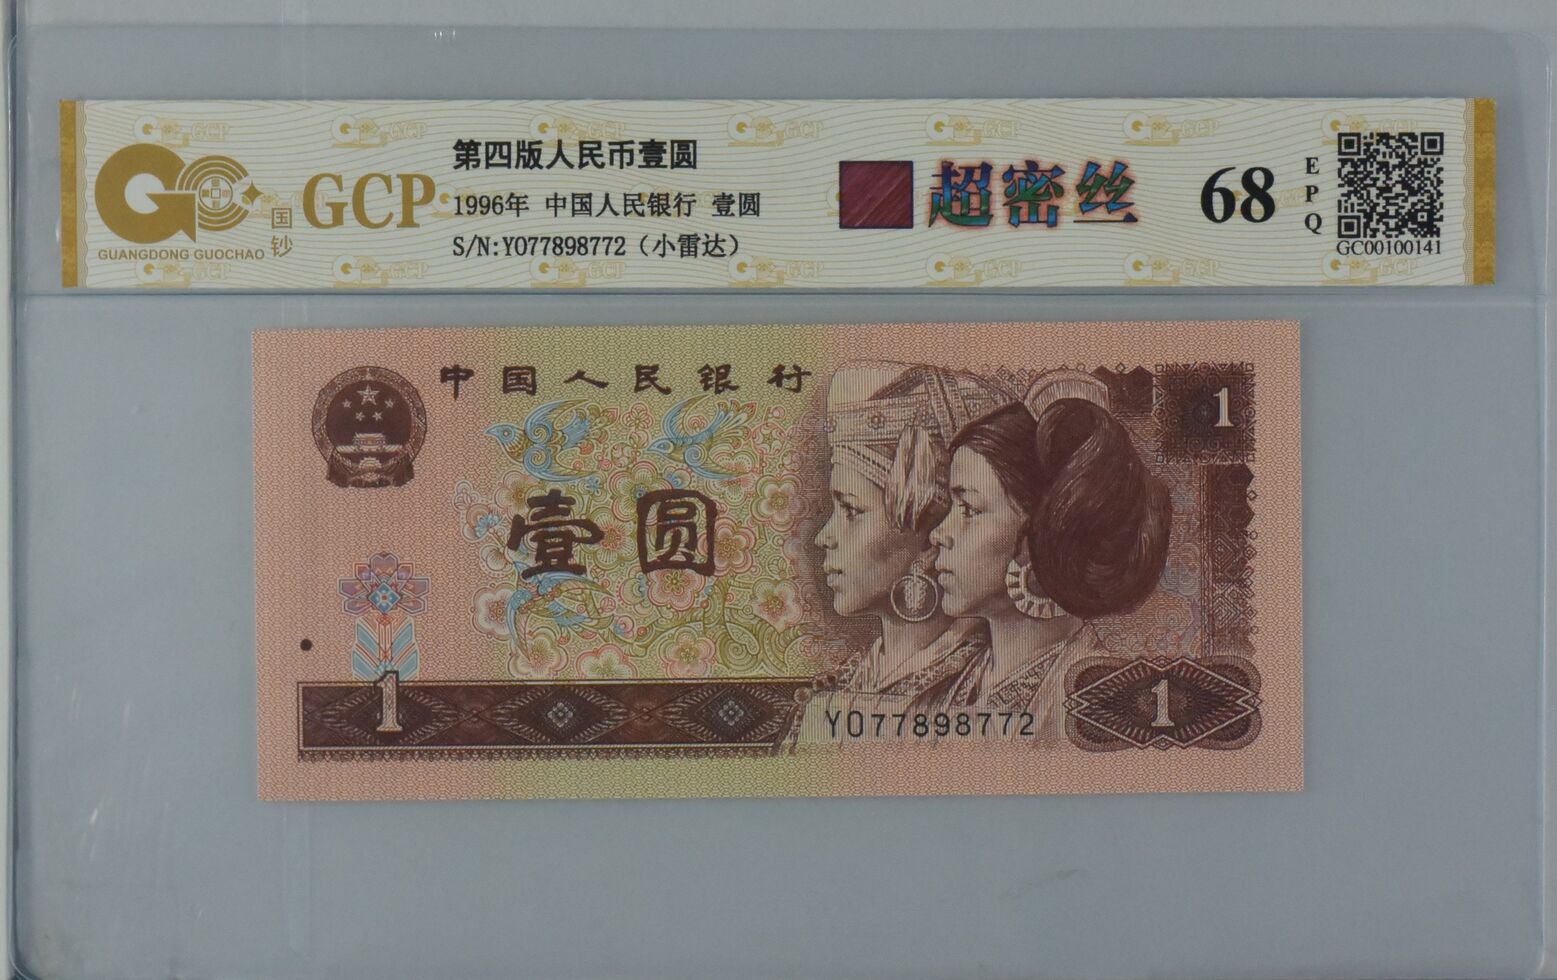 GUANGDONG GUOCHAO
国钞
GCP
第四版人民币壹圆
1996年 中国人民银行 壹圆
S/N:Y077898772（小雷达）
超密丝
68
EPQ
GC00100141
中国人民银行
1
壹圆
1
Y077898772
1